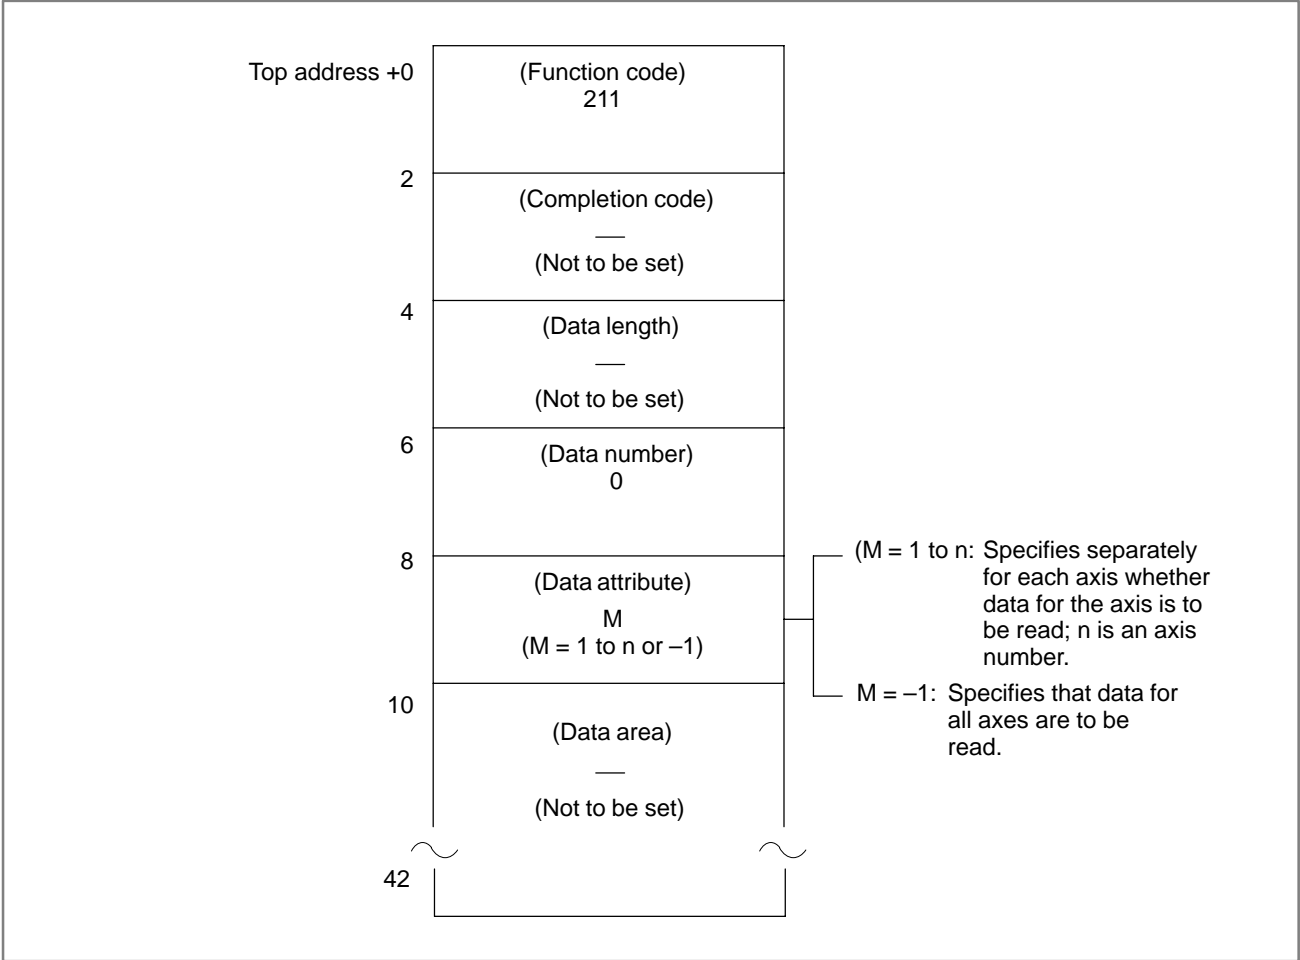 Top address +0
(Function code)
211
2
(Completion code)
—
(Not to be set)
4
(Data length)
—
(Not to be set)
6
(Data number)
0
8
(Data attribute)
M
(M = 1 to n or –1)
(M = 1 to n: Specifies separately
for each axis whether
data for the axis is to
be read; n is an axis
number.
M = –1: Specifies that data for
all axes are to be
read.
10
(Data area)
—
(Not to be set)
42